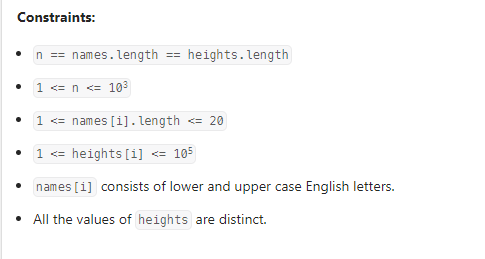 Constraints:
• n == names.length == heights.length
• 1 <= n <= 10³
• 1 <= names[i].length <= 20
• 1 <= heights[i] <= 10⁵
• names[i] consists of lower and upper case English letters.
• All the values of heights are distinct.